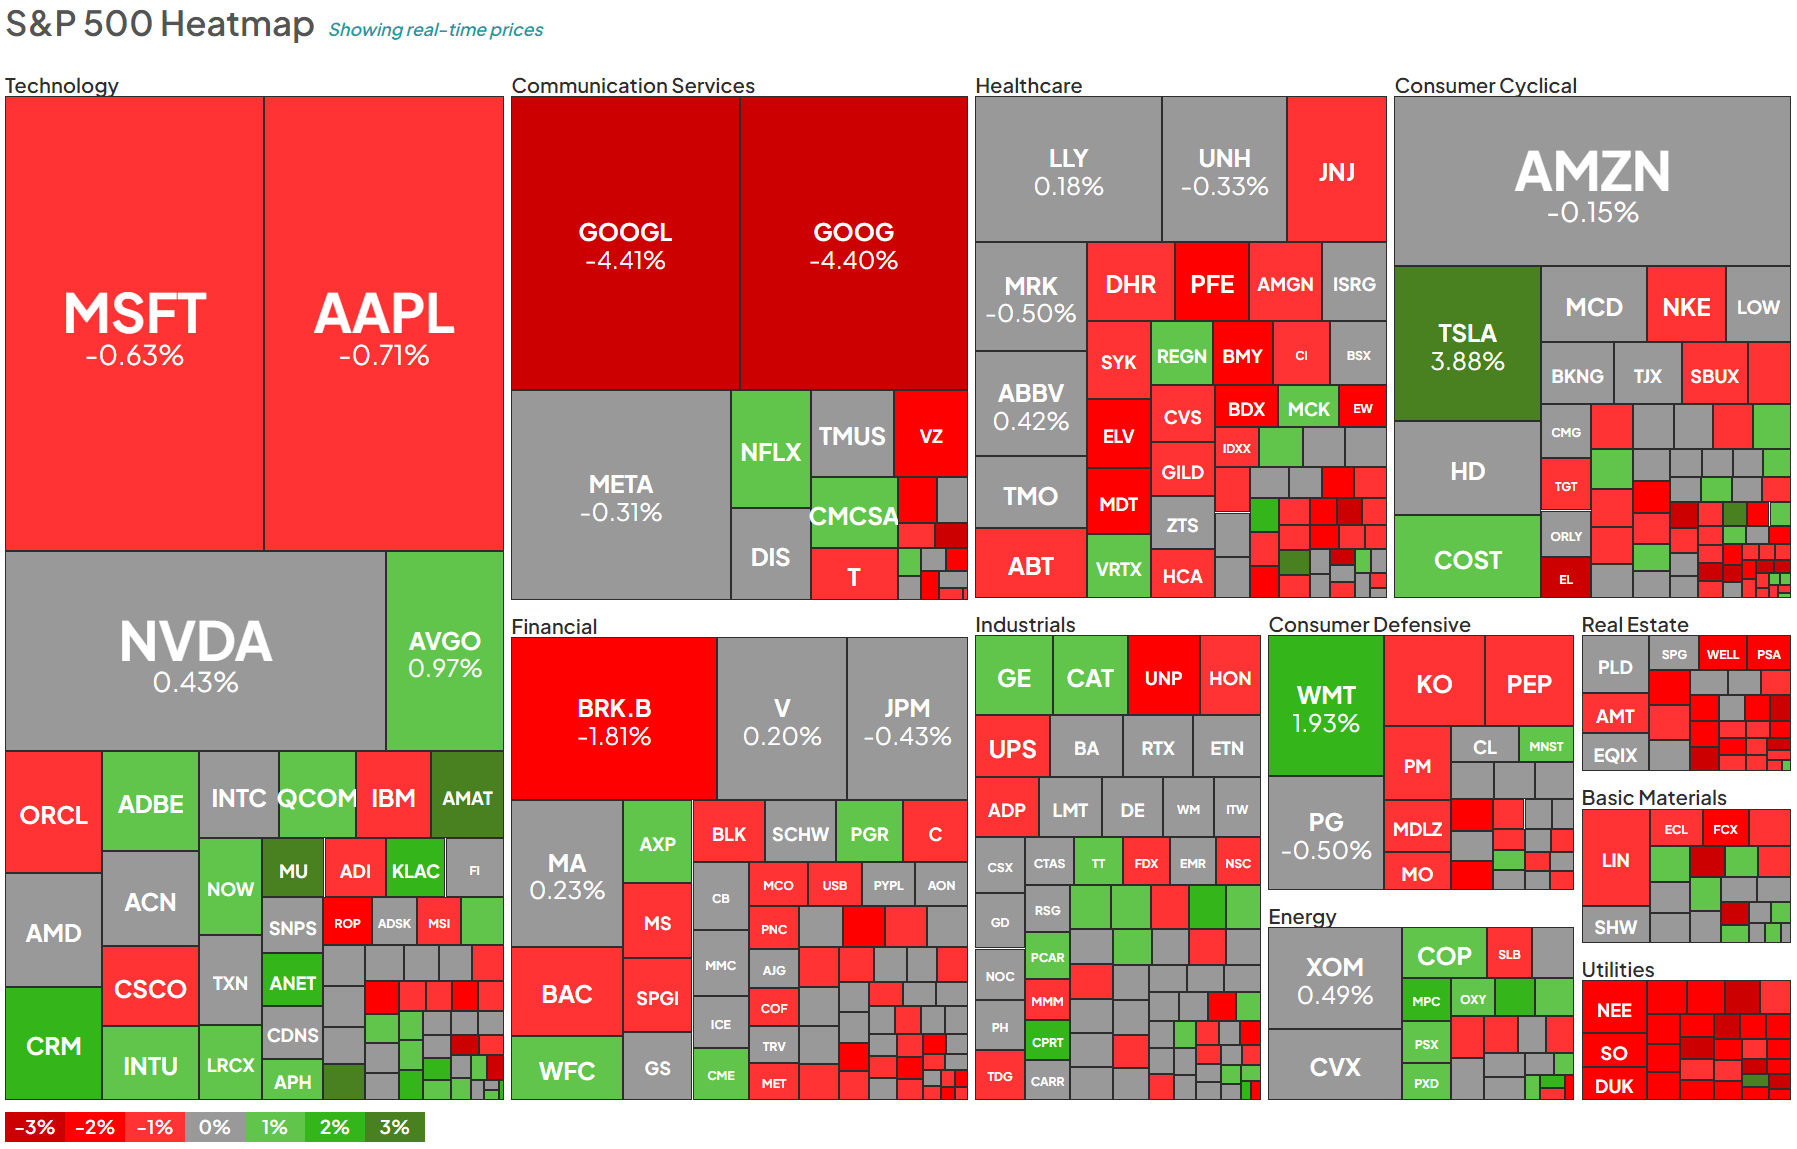 S&P 500 Heatmap Showing real-time prices
Technology
MSFT
-0.63%
AAPL
-0.71%
NVDA
0.43%
AVGO
0.97%
ORCL
ADBE
INTC
QCOM
IBM
AMAT
AMD
ACN
NOW
MU
ADI
KLAC
FI
SNPS
ROP
ADSK
MSI
CSCO
TXN
ANET
CRM
INTU
LRCX
CDNS
APH
Communication Services
GOOGL
-4.41%
GOOG
-4.40%
META
-0.31%
NFLX
TMUS
VZ
CMCSA
DIS
T
Financial
BRK.B
-1.81%
V
0.20%
JPM
-0.43%
MA
0.23%
AXP
BLK
SCHW
PGR
C
MS
CB
MCO
USB
PYPL
AON
PNC
BAC
SPGI
MMC
AJG
COF
ICE
TRV
WFC
GS
CME
MET
Healthcare
LLY
0.18%
UNH
-0.33%
JNJ
MRK
-0.50%
DHR
PFE
AMGN
ISRG
ABBV
0.42%
SYK
REGN
BMY
CI
BSX
ELV
CVS
BDX
MCK
EW
IDXX
TMO
MDT
GILD
ZTS
ABT
VRTX
HCA
Consumer Cyclical
AMZN
-0.15%
TSLA
3.88%
MCD
NKE
LOW
BKNG
TJX
SBUX
HD
CMG
TGT
COST
ORLY
EL
Industrials
GE
CAT
UNP
HON
UPS
BA
RTX
ETN
ADP
LMT
DE
WM
ITW
CSX
CTAS
TT
FDX
EMR
NSC
GD
RSG
NOC
PCAR
MMM
PH
CPRT
TDG
CARR
Consumer Defensive
WMT
1.93%
KO
PEP
PG
-0.50%
PM
CL
MNST
MDLZ
MO
Energy
XOM
0.49%
COP
SLB
MPC
OXY
CVX
PSX
PXD
Real Estate
PLD
SPG
WELL
PSA
AMT
EQIX
Basic Materials
LIN
ECL
FCX
SHW
Utilities
NEE
SO
DUK
-3% -2% -1% 0% 1% 2% 3%